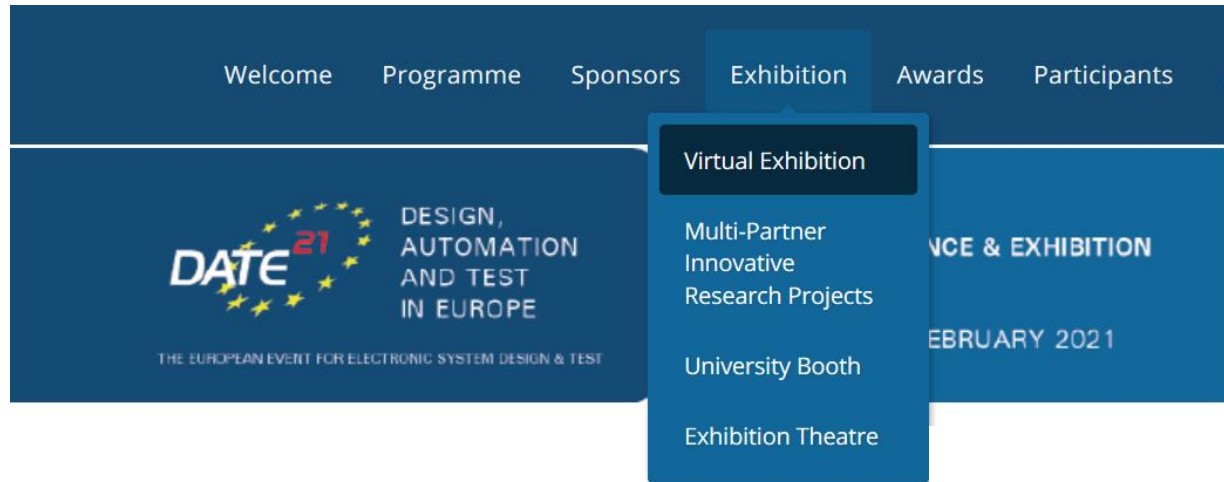 Welcome Programme Sponsors Exhibition Awards Participants
Virtual Exhibition
Multi-Partner
Innovative
Research Projects
University Booth
Exhibition Theatre
DATE 21
DESIGN,
AUTOMATION
AND TEST
IN EUROPE
THE EUROPEAN EVENT FOR ELECTRONIC SYSTEM DESIGN & TEST
NCE & EXHIBITION
EBRUARY 2021